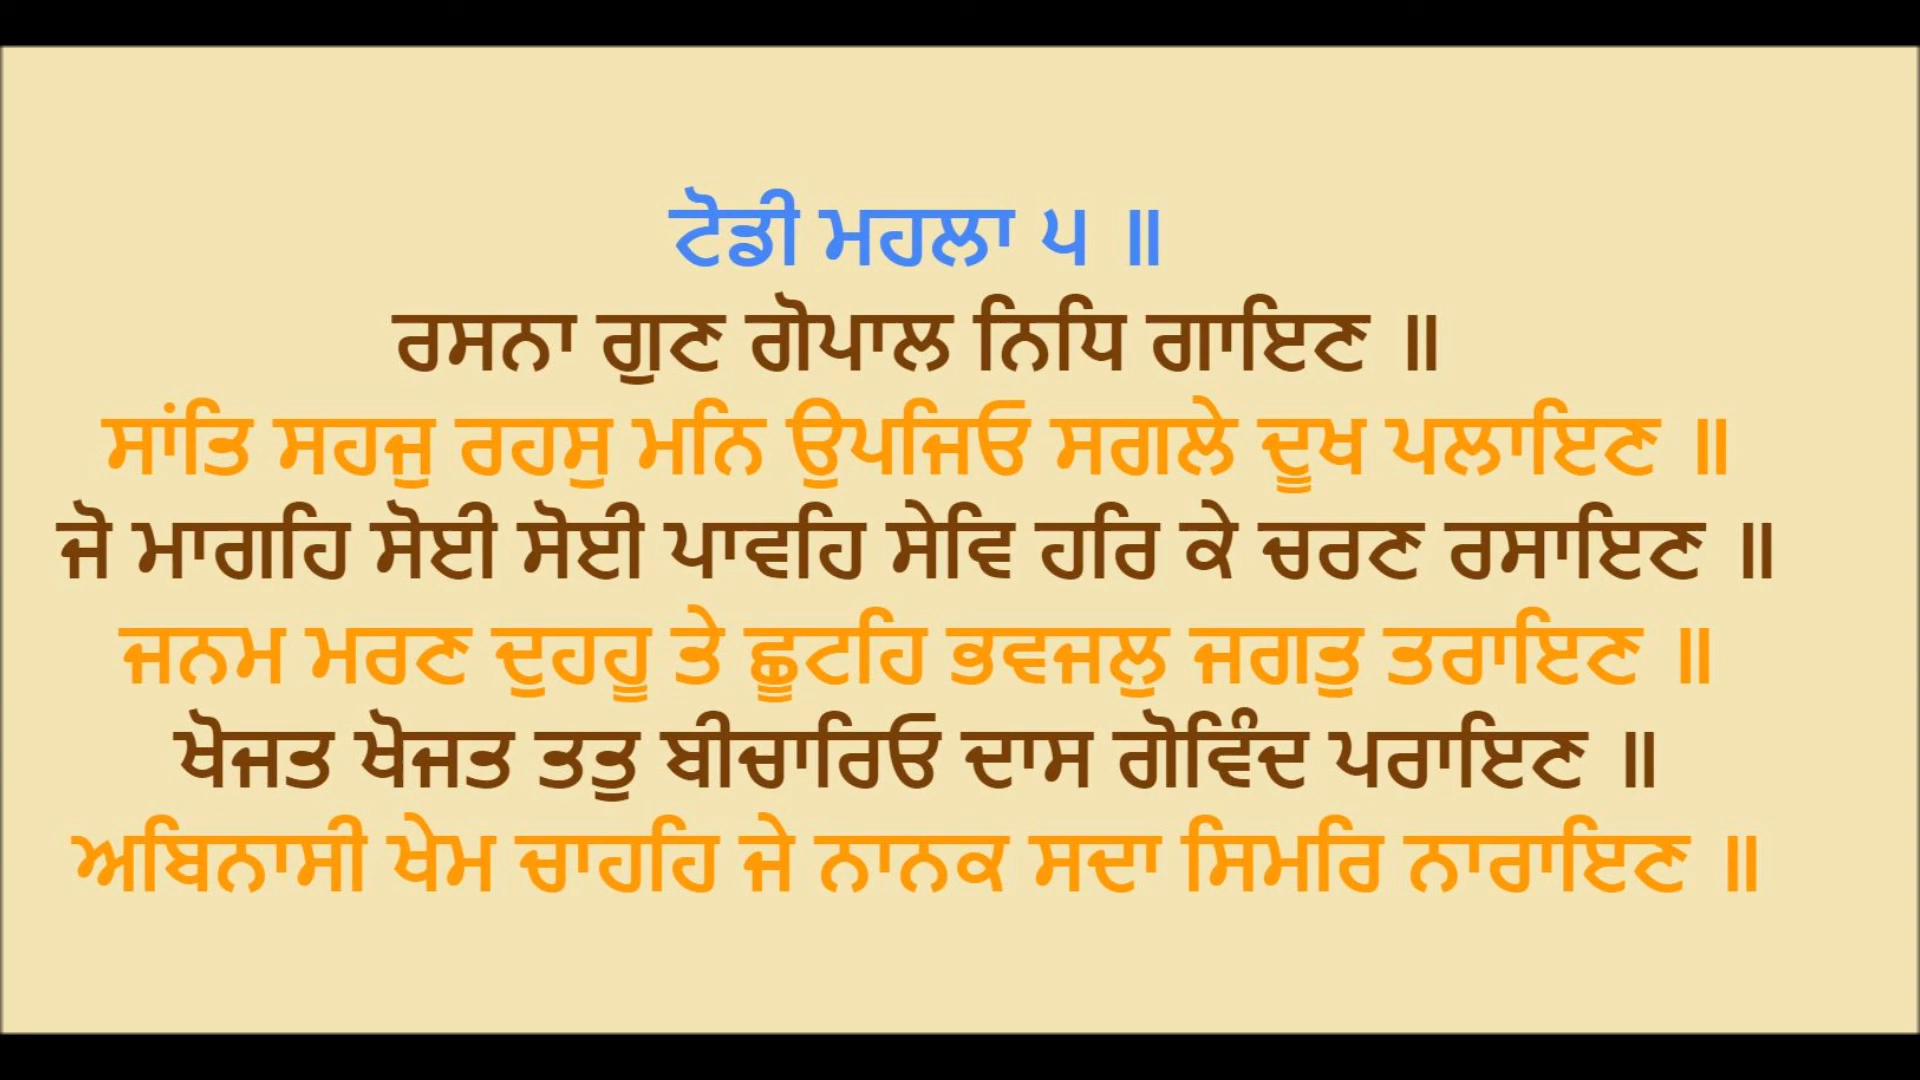 ਟੋਡੀ ਮਹਲਾ ੫ ॥
ਰਸਨਾ ਗੁਣ ਗੋਪਾਲ ਨਿਧਿ ਗਾਇਣ ॥
ਸਾਂਤਿ ਸਹਜੁ ਰਹਸੁ ਮਨਿ ਉਪਜਿਓ ਸਗਲੇ ਦੂਖ ਪਲਾਇਣ ॥
ਜੋ ਮਾਗਹਿ ਸੋਈ ਸੋਈ ਪਾਵਹਿ ਸੇਵਿ ਹਰਿ ਕੇ ਚਰਣ ਰਸਾਇਣ ॥
ਜਨਮ ਮਰਣ ਦੁਹਹੂ ਤੇ ਛੂਟਹਿ ਭਵਜਲੁ ਜਗਤੁ ਤਰਾਇਣ ॥
ਖੋਜਤ ਖੋਜਤ ਤਤੁ ਬੀਚਾਰਿਓ ਦਾਸ ਗੋਵਿੰਦ ਪਰਾਇਣ ॥
ਅਬਿਨਾਸੀ ਖੇਮ ਚਾਹਹਿ ਜੇ ਨਾਨਕ ਸਦਾ ਸਿਮਰਿ ਨਾਰਾਇਣ ॥